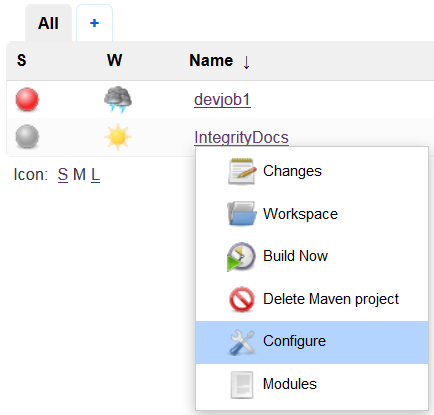 All +
S W Name ↓
devjob1
IntegrityDocs
Icon: S M L
Changes
Workspace
Build Now
Delete Maven project
Configure
Modules